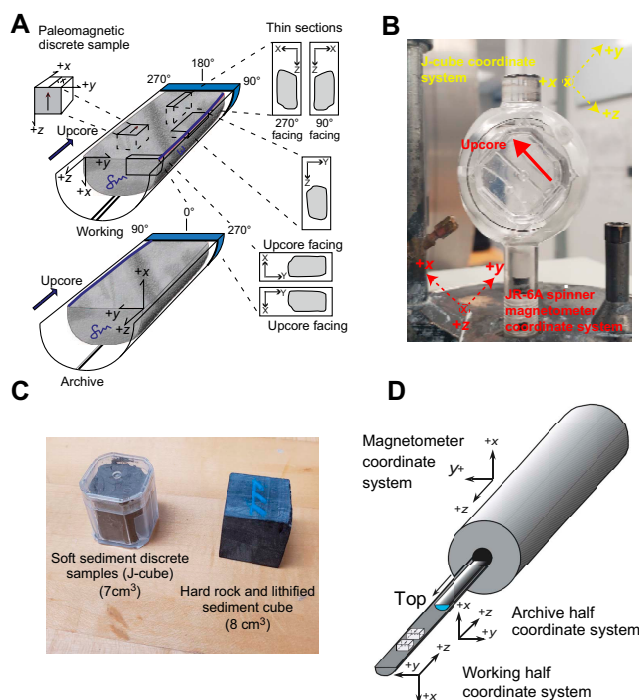 A
Paleomagnetic
discrete sample
+x
+y
+z
Upcore
270°
180°
90°
Thin sections
X
Z
Z
X
270°
facing
90°
facing
+y
+z
+x
Working
Y
Z
Upcore facing
X
Y
Y
X
Upcore facing
90°
0°
270°
Upcore
+x
+y
+z
Archive
B
J-cube coordinate
system
+y
+x
+z
Upcore
+x
+y
+z
JR-6A spinner
magnetometer
coordinate system
C
Soft sediment discrete
samples (J-cube)
(7cm³)
Hard rock and lithified
sediment cube
(8 cm³)
D
Magnetometer
coordinate
system
+x
y+
+z
Top
+x
+z
+y
Archive half
coordinate system
+y
+z
+x
Working half
coordinate system